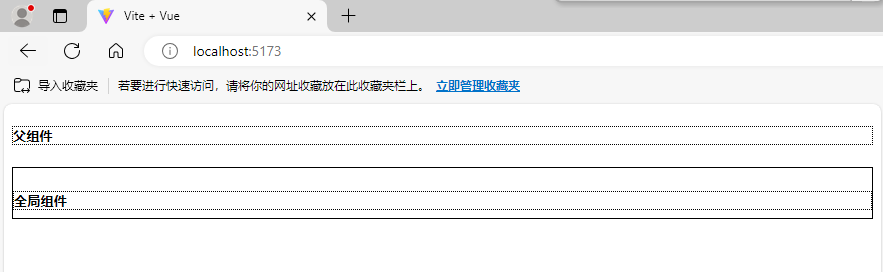 Vite + Vue
localhost:5173
导入收藏夹 若要进行快速访问，请将你的网址收藏放在此收藏夹栏上。 立即管理收藏夹
父组件
全局组件